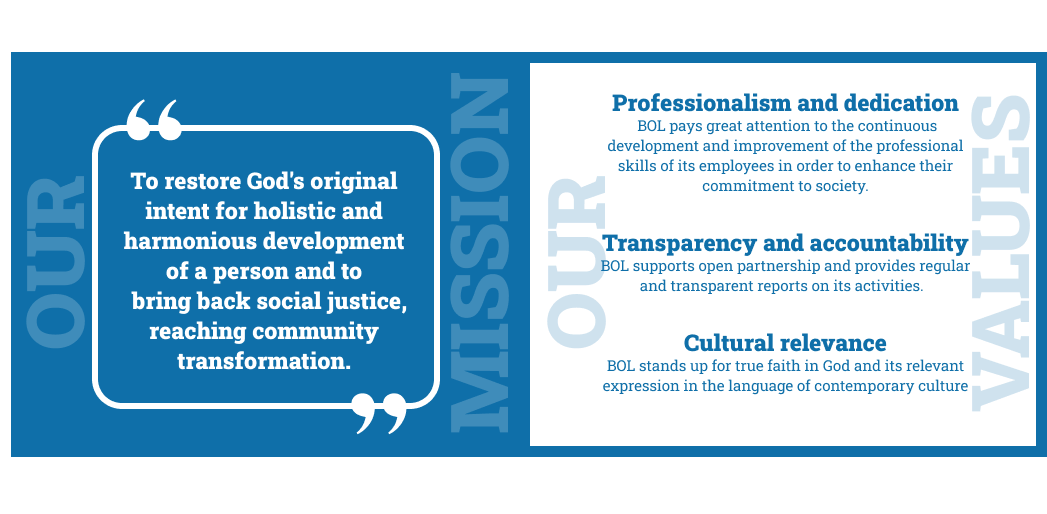 OUR
MISSION
To restore God's original
intent for holistic and
harmonious development
of a person and to
bring back social justice,
reaching community
transformation.
OUR
VALUES
Professionalism and dedication
BOL pays great attention to the continuous
development and improvement of the professional
skills of its employees in order to enhance their
commitment to society.
Transparency and accountability
BOL supports open partnership and provides regular
and transparent reports on its activities.
Cultural relevance
BOL stands up for true faith in God and its relevant
expression in the language of contemporary culture